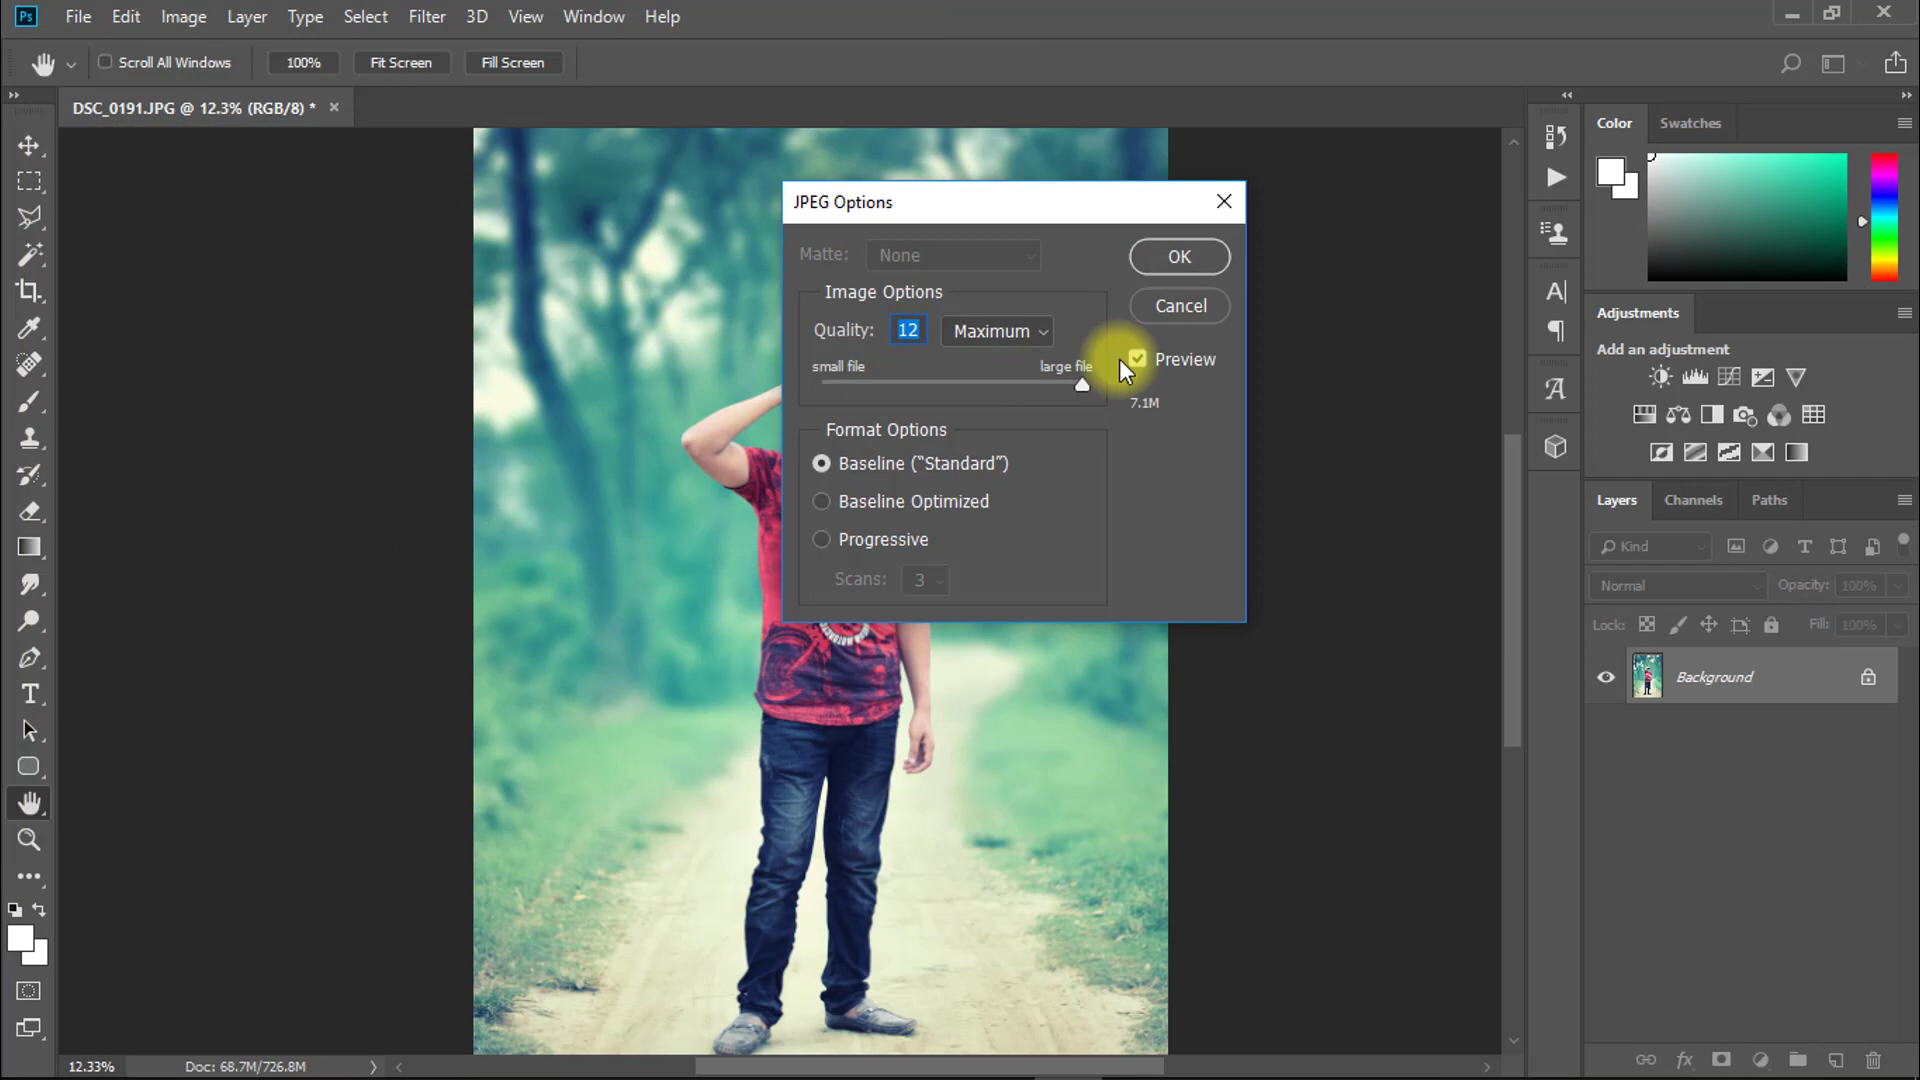 Ps File Edit Image Layer Type Select Filter 3D View Window Help
Scroll All Windows 100% Fit Screen Fill Screen
DSC_0191.JPG @ 12.3% (RGB/8) *
JPEG Options
Matte: None
OK
Image Options
Cancel
Quality: 12 Maximum
Preview
small file large file
7.1M
Format Options
Baseline (“Standard”)
Baseline Optimized
Progressive
Scans: 3
Color Swatches
Adjustments
Add an adjustment
Layers Channels Paths
Kind
Normal Opacity: 100%
Lock: Fill: 100%
Background
12.33% Doc: 68.7M/726.8M